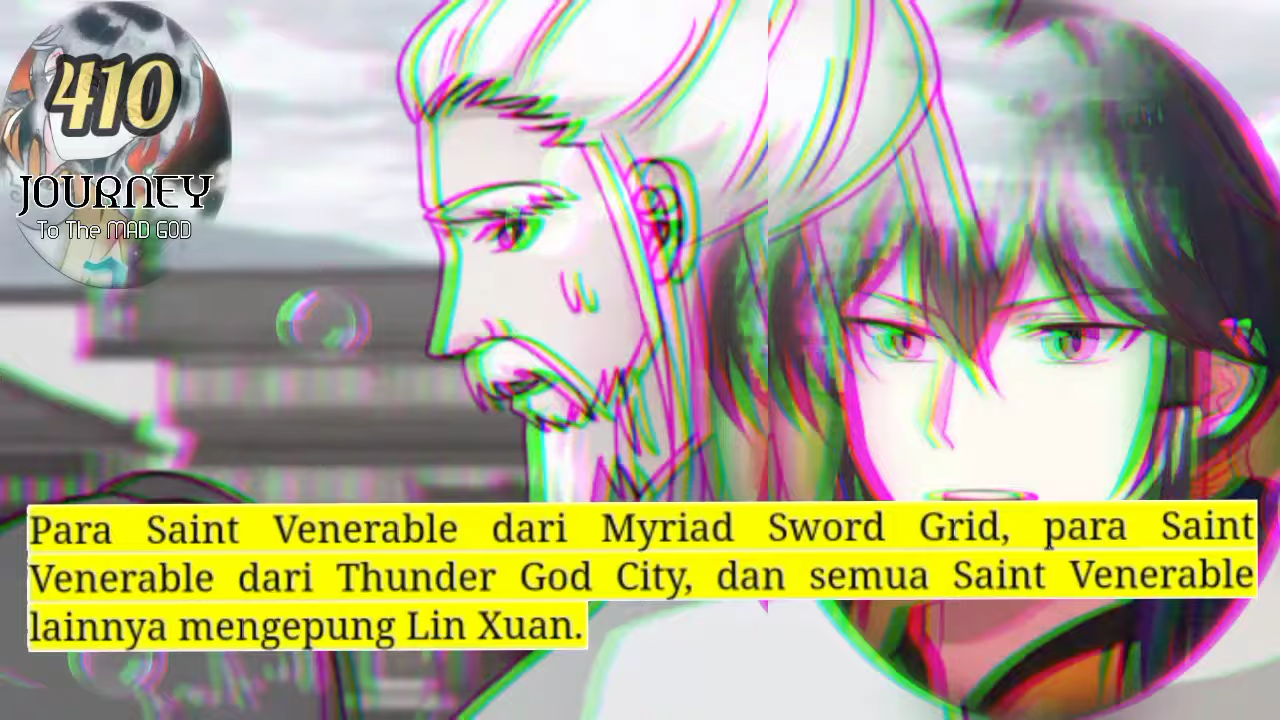 410
JOURNEY
To The MAD GOD
Para Saint Venerable dari Myriad Sword Grid, para Saint
Venerable dari Thunder God City, dan semua Saint Venerable
lainnya mengepung Lin Xuan.